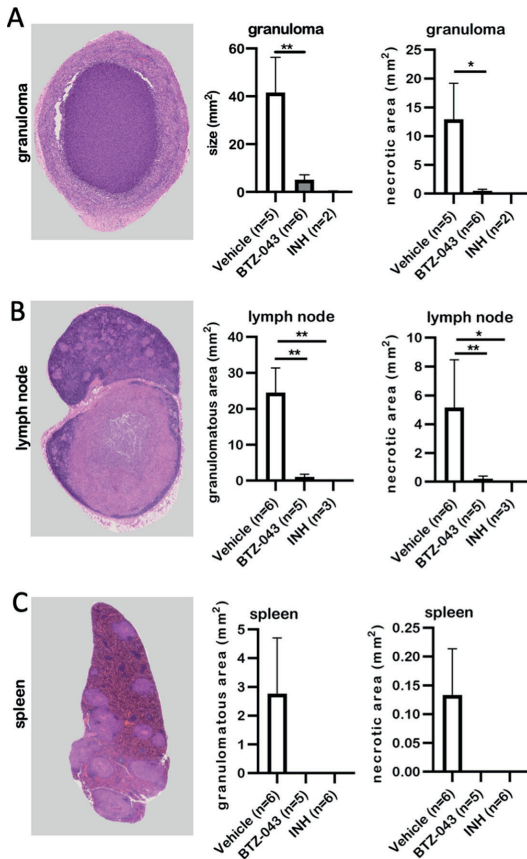 A
granuloma
granuloma
size (mm²)
60
40
20
0
**
Vehicle (n=5)
BTZ-043 (n=6)
INH (n=2)
granuloma
necrotic area (mm²)
25
20
15
10
5
0
*
Vehicle (n=5)
BTZ-043 (n=6)
INH (n=2)
B
lymph node
lymph node
granulomatous area (mm²)
40
30
20
10
0
**
**
Vehicle (n=6)
BTZ-043 (n=5)
INH (n=3)
lymph node
necrotic area (mm²)
10
8
6
4
2
0
*
**
Vehicle (n=6)
BTZ-043 (n=5)
INH (n=3)
C
spleen
spleen
granulomatous area (mm²)
5
4
3
2
1
0
Vehicle (n=6)
BTZ-043 (n=5)
INH (n=6)
spleen
necrotic area (mm²)
0.25
0.20
0.15
0.10
0.05
0.00
Vehicle (n=6)
BTZ-043 (n=5)
INH (n=6)